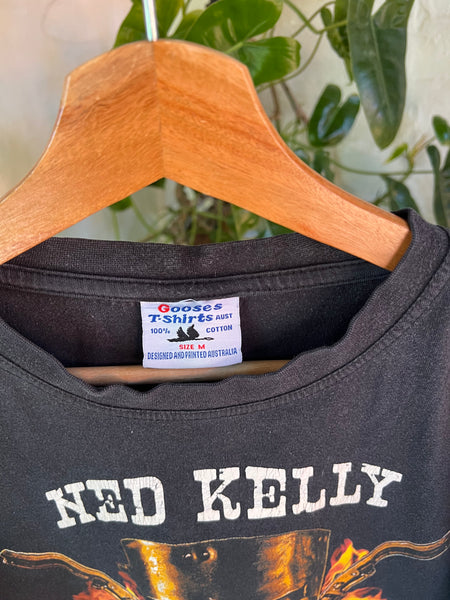 Gooses
T-Shirts AUST
100% COTTON
SIZE M
DESIGNED AND PRINTED AUSTRALIA
NED KELLY